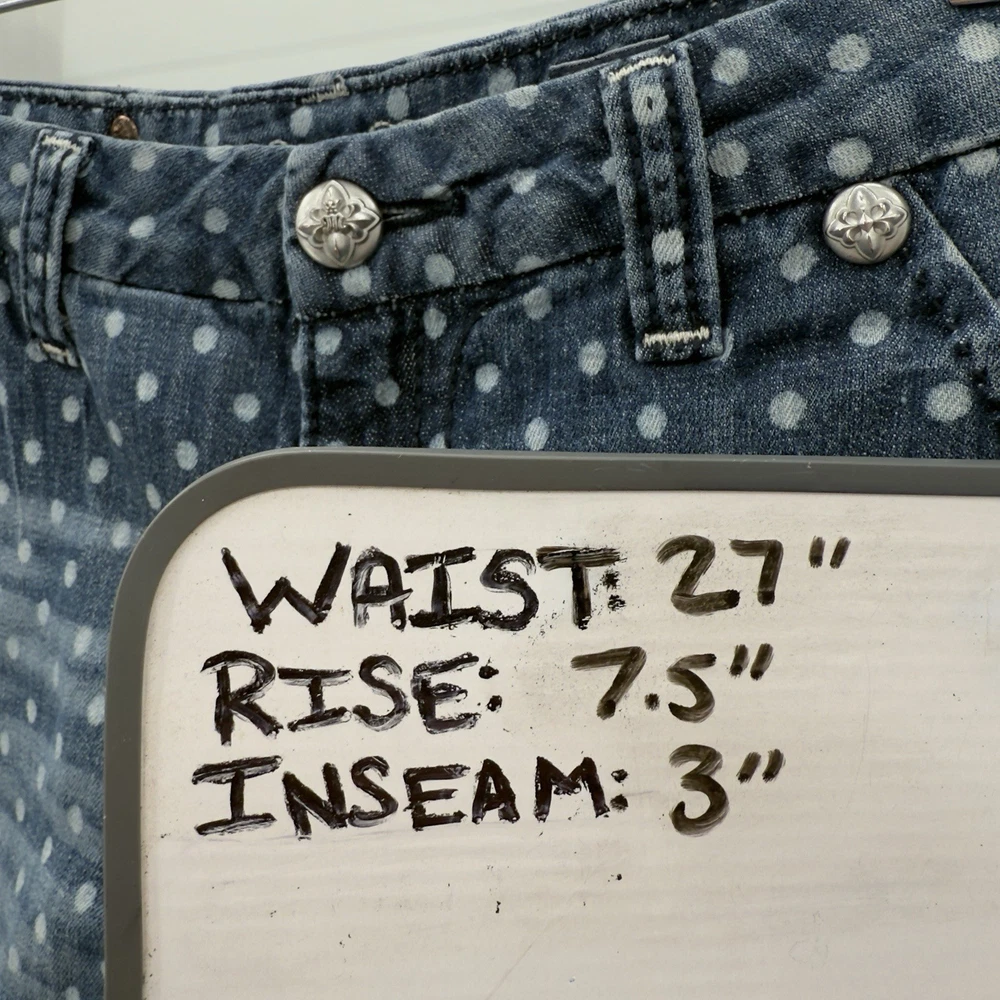 WAIST: 27"
RISE: 7.5"
INSEAM: 3"